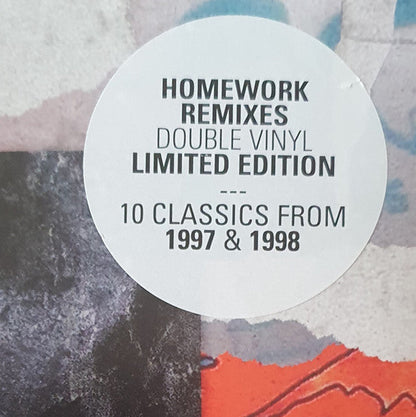 HOMEWORK
REMIXES
DOUBLE VINYL
LIMITED EDITION
---
10 CLASSICS FROM
1997 & 1998